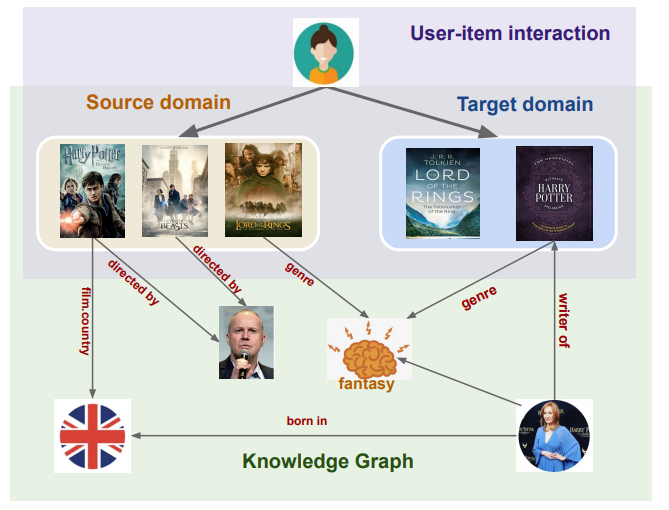 User-item interaction
Source domain
Target domain
Harry Potter
BEASTS
THE LORD OF THE RINGS
J. R. R.
TOLKIEN
LORD
OF THE
RINGS
The Fellowship
of the Ring
HARRY
POTTER
directed by
directed by
genre
genre
film.country
writer of
fantasy
born in
Knowledge Graph